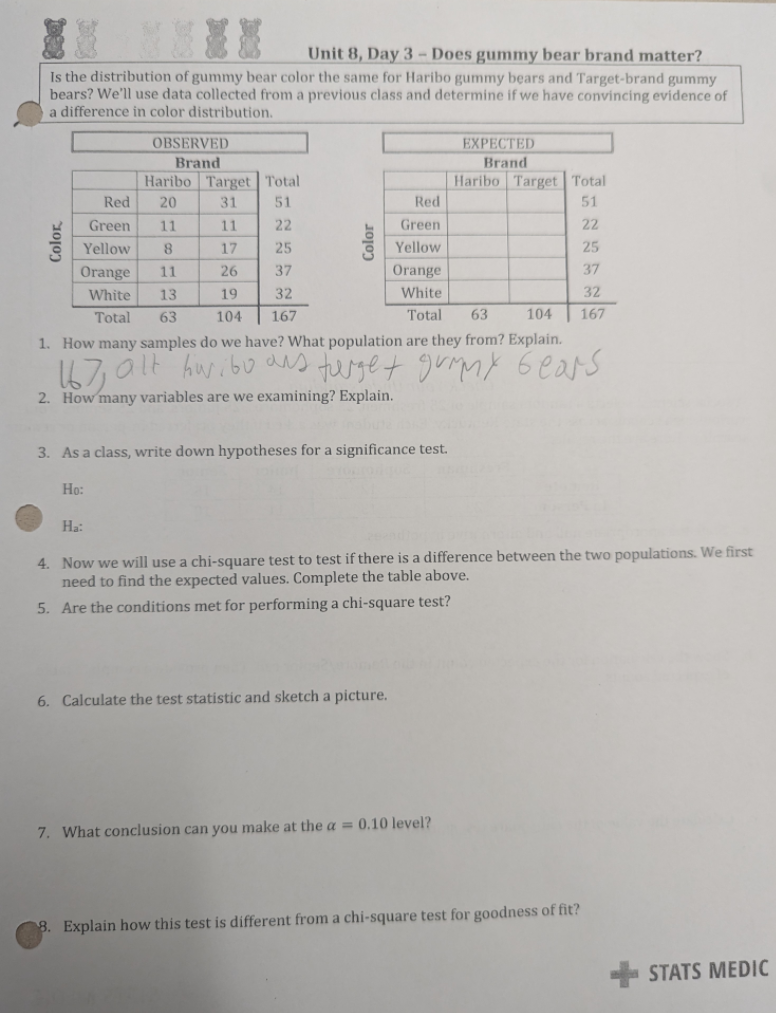 Unit 8, Day 3 – Does gummy bear brand matter?
Is the distribution of gummy bear color the same for Haribo gummy bears and Target-brand gummy
bears? We'll use data collected from a previous class and determine if we have convincing evidence of
a difference in color distribution.
OBSERVED
Brand
Haribo Target Total
Color
Red 20 31 51
Green 11 11 22
Yellow 8 17 25
Orange 11 26 37
White 13 19 32
Total 63 104 167
EXPECTED
Brand
Haribo Target Total
Color
Red 51
Green 22
Yellow 25
Orange 37
White 32
Total 63 104 167
1. How many samples do we have? What population are they from? Explain.
167, all haribo and target gummy bears
2. How many variables are we examining? Explain.
3. As a class, write down hypotheses for a significance test.
H₀:
Hₐ:
4. Now we will use a chi-square test to test if there is a difference between the two populations. We first
need to find the expected values. Complete the table above.
5. Are the conditions met for performing a chi-square test?
6. Calculate the test statistic and sketch a picture.
7. What conclusion can you make at the α = 0.10 level?
8. Explain how this test is different from a chi-square test for goodness of fit?
STATS MEDIC